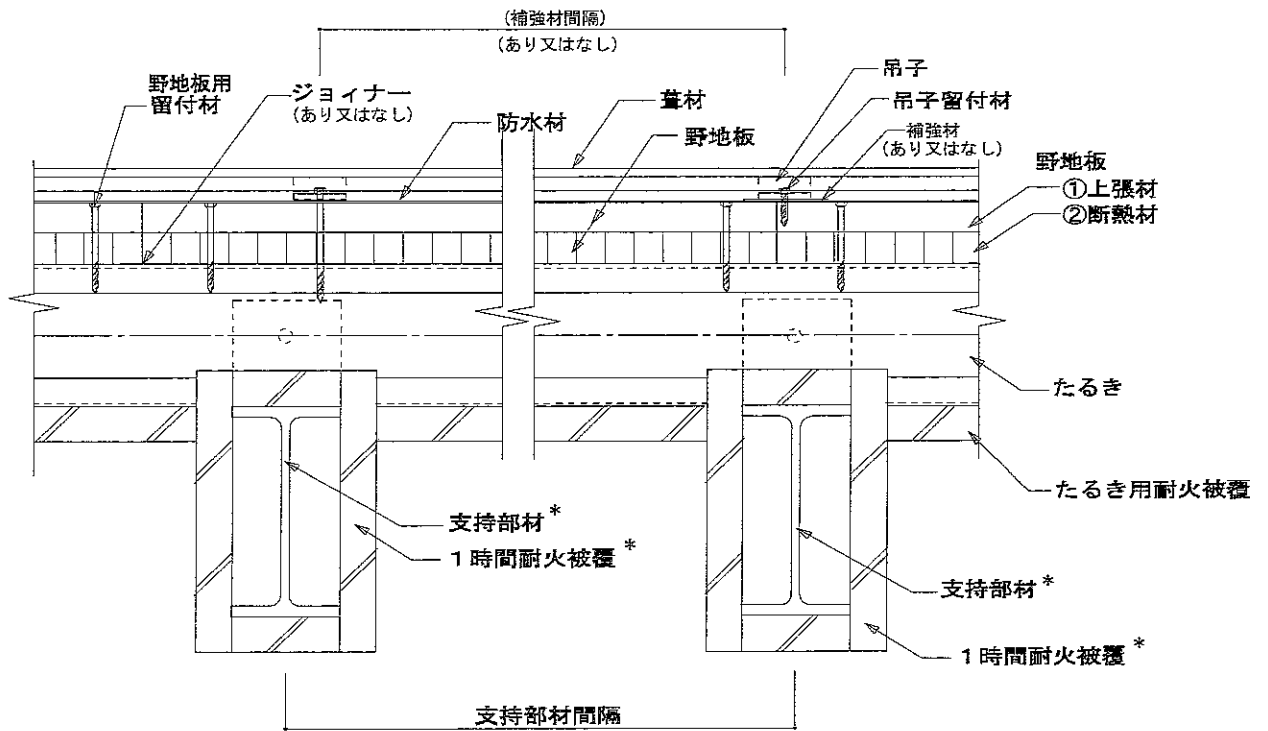 (補強材間隔)
(あり又はなし)
野地板用
留付材
ジョイナー
(あり又はなし)
防水材
葺材
野地板
吊子
吊子留付材
補強材
(あり又はなし)
野地板
①上張材
②断熱材
たるき
たるき用耐火被覆
支持部材*
1時間耐火被覆*
支持部材*
1時間耐火被覆*
支持部材間隔